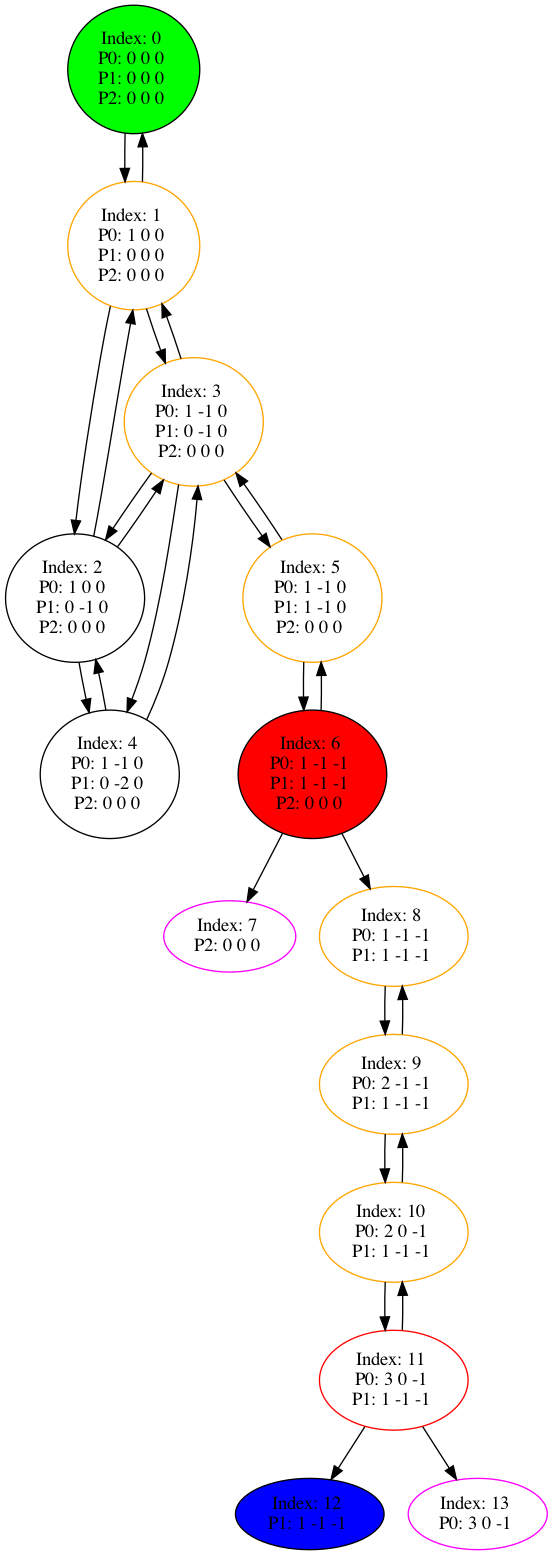 Index: 0
P0: 0 0 0
P1: 0 0 0
P2: 0 0 0
Index: 1
P0: 1 0 0
P1: 0 0 0
P2: 0 0 0
Index: 3
P0: 1 -1 0
P1: 0 -1 0
P2: 0 0 0
Index: 2
P0: 1 0 0
P1: 0 -1 0
P2: 0 0 0
Index: 5
P0: 1 -1 0
P1: 1 -1 0
P2: 0 0 0
Index: 4
P0: 1 -1 0
P1: 0 -2 0
P2: 0 0 0
Index: 6
P0: 1 -1 -1
P1: 1 -1 -1
P2: 0 0 0
Index: 7
P2: 0 0 0
Index: 8
P0: 1 -1 -1
P1: 1 -1 -1
Index: 9
P0: 2 -1 -1
P1: 1 -1 -1
Index: 10
P0: 2 0 -1
P1: 1 -1 -1
Index: 11
P0: 3 0 -1
P1: 1 -1 -1
Index: 12
P1: 1 -1 -1
Index: 13
P0: 3 0 -1